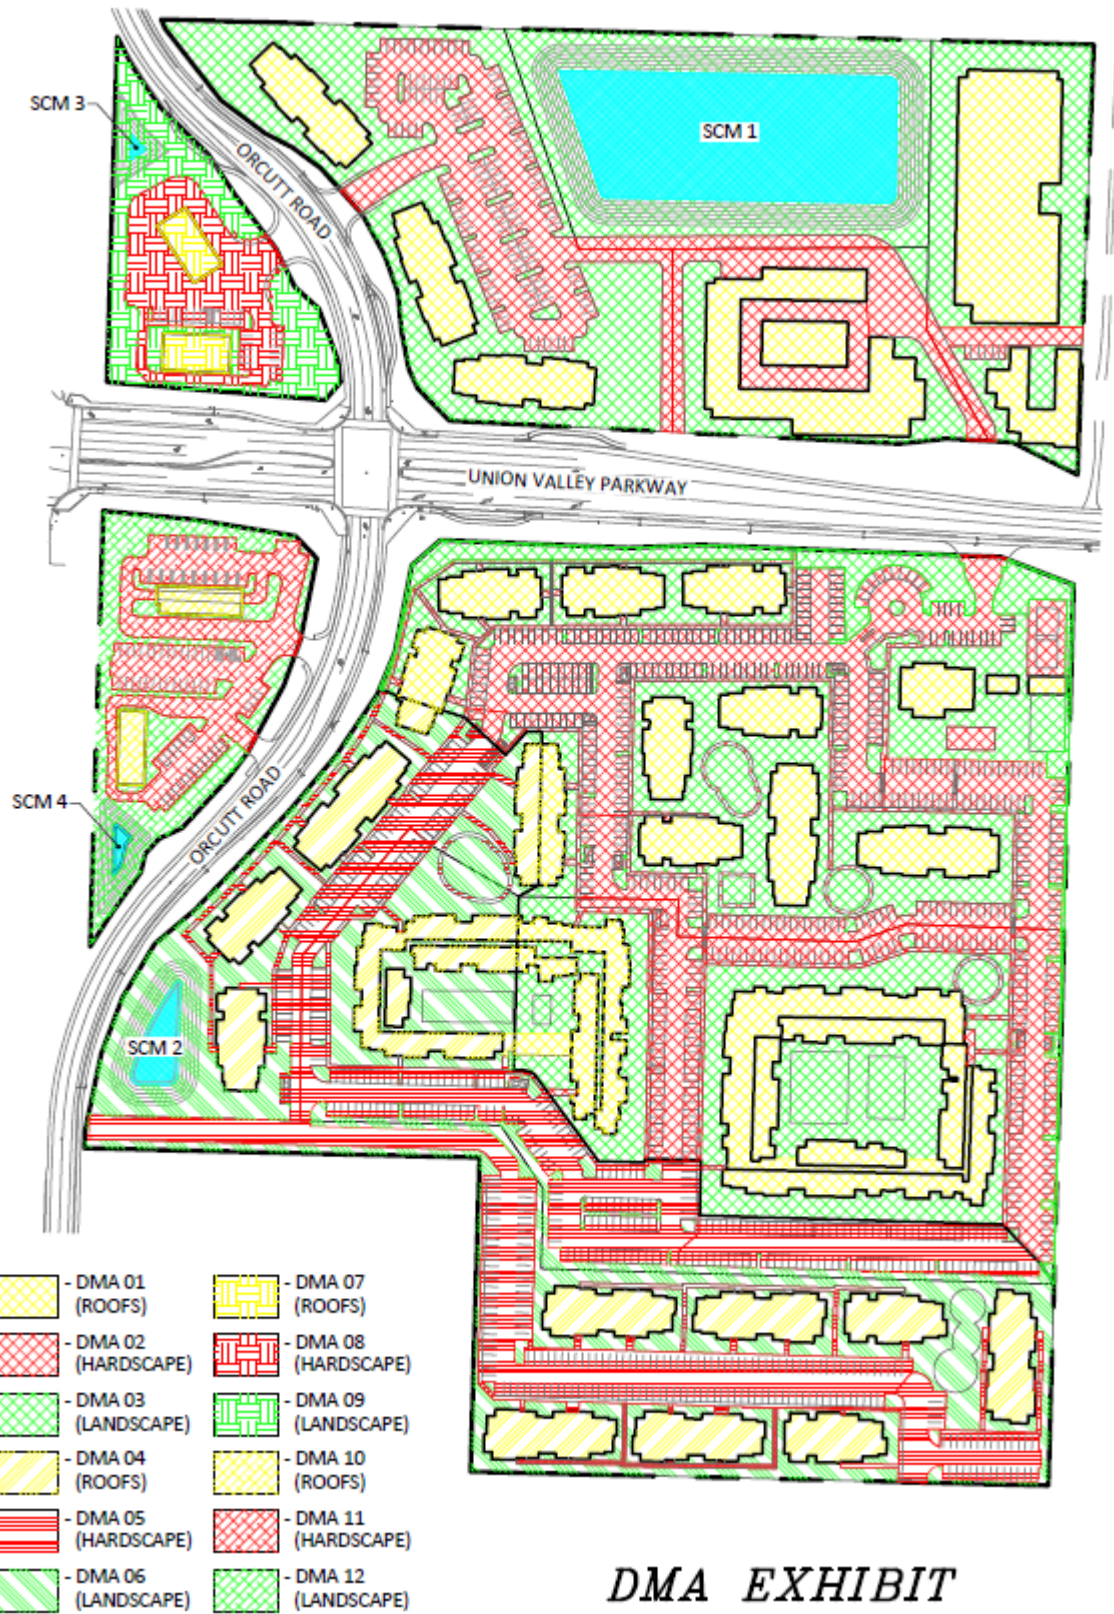 SCM 3
SCM 1
ORCUTT ROAD
UNION VALLEY PARKWAY
SCM 4
ORCUTT ROAD
SCM 2
- DMA 01
(ROOFS)
- DMA 02
(HARDSCAPE)
- DMA 03
(LANDSCAPE)
- DMA 04
(ROOFS)
- DMA 05
(HARDSCAPE)
- DMA 06
(LANDSCAPE)
- DMA 07
(ROOFS)
- DMA 08
(HARDSCAPE)
- DMA 09
(LANDSCAPE)
- DMA 10
(ROOFS)
- DMA 11
(HARDSCAPE)
- DMA 12
(LANDSCAPE)
DMA EXHIBIT